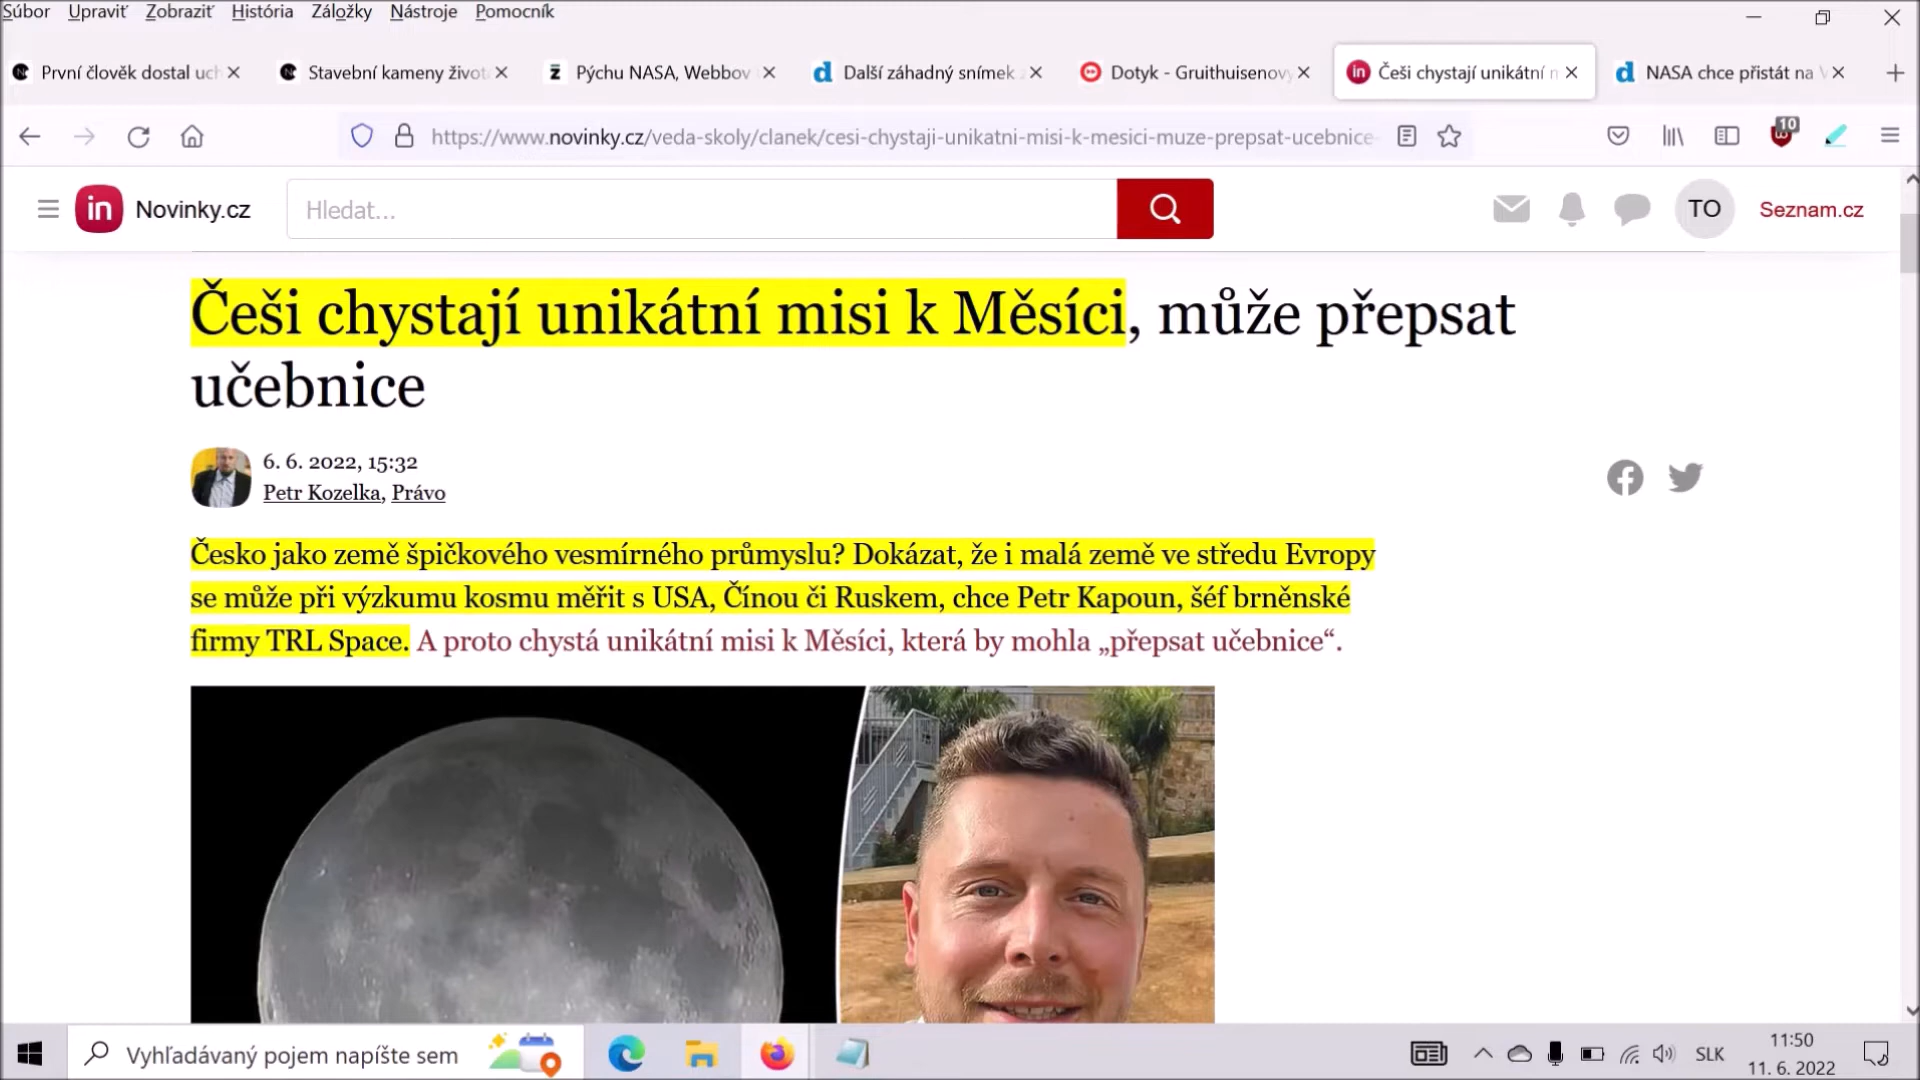 Súbor Upraviť Zobraziť História Záložky Nástroje Pomocník
První člověk dostal uch Stavební kameny život Pýchu NASA, Webbov Další záhadný snímek Dotyk - Gruithuisenovy Češi chystají unikátní m NASA chce přistát na V
https://www.novinky.cz/veda-skoly/clanek/cesi-chystaji-unikatni-misi-k-mesici-muze-prepsat-ucebnice- 10
in Novinky.cz Hledat... TO Seznam.cz
Češi chystají unikátní misi k Měsíci, může přepsat
učebnice
6. 6. 2022, 15:32
Petr Kozelka, Právo
Česko jako země špičkového vesmírného průmyslu? Dokázat, že i malá země ve středu Evropy
se může při výzkumu kosmu měřit s USA, Čínou či Ruskem, chce Petr Kapoun, šéf brněnské
firmy TRL Space. A proto chystá unikátní misi k Měsíci, která by mohla „přepsat učebnice“.
Vyhľadávaný pojem napíšte sem SLK 11:50
11. 6. 2022